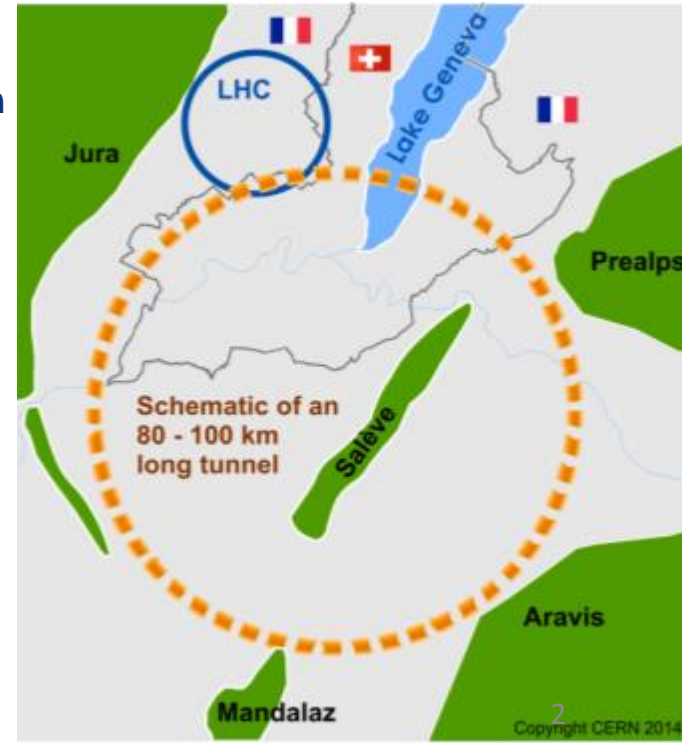 n
LHC
Lake Geneva
Jura
Prealps
Schematic of an
80 - 100 km
long tunnel
Salève
Aravis
Mandalaz
2
Copyright CERN 2014